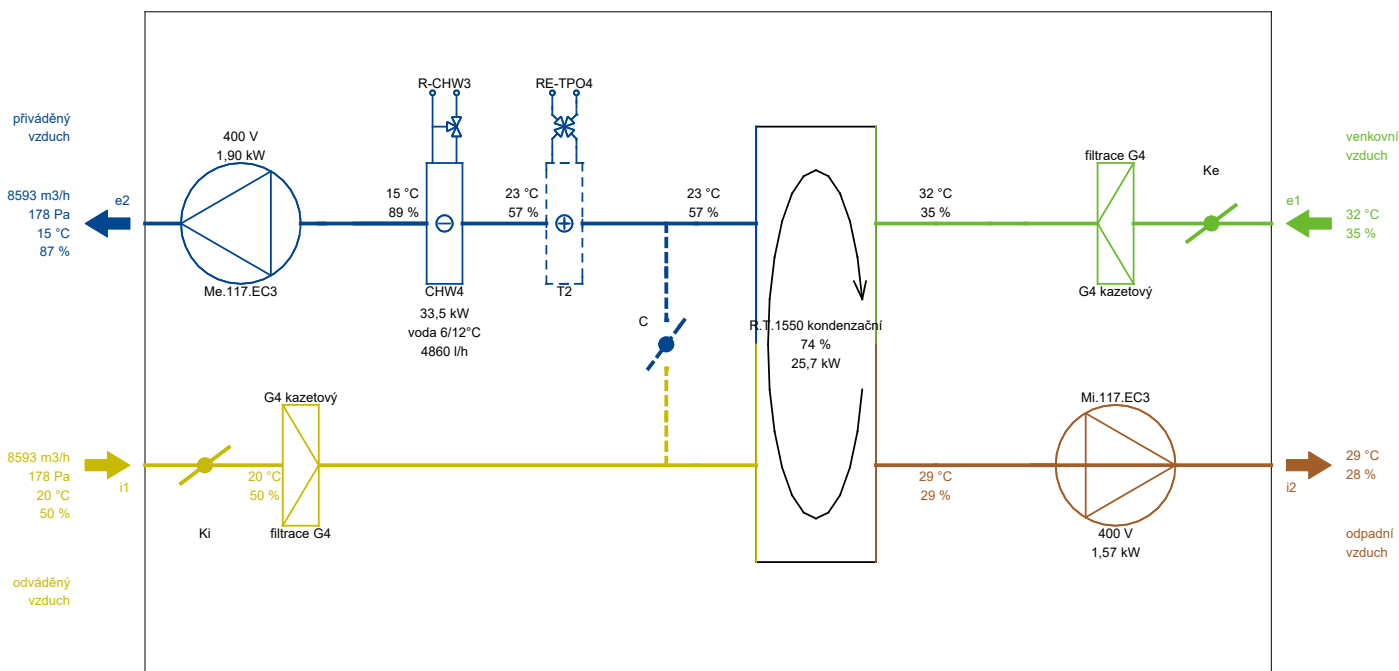 R-CHW3
RE-TPO4
přiváděný
vzduch
400 V
1,90 kW
filtrace G4
venkovní
vzduch
Ke
8593 m3/h
178 Pa
15 °C
87 %
e2
15 °C
89 %
23 °C
57 %
23 °C
57 %
32 °C
35 %
e1
32 °C
35 %
Me.117.EC3
CHW4
33,5 kW
voda 6/12°C
4860 l/h
T2
G4 kazetový
C
R.T.1550 kondenzační
74 %
25,7 kW
G4 kazetový
Mi.117.EC3
8593 m3/h
178 Pa
20 °C
50 %
i1
20 °C
50 %
29 °C
29 %
i2
29 °C
28 %
Ki
filtrace G4
400 V
1,57 kW
odpadní
vzduch
odváděný
vzduch